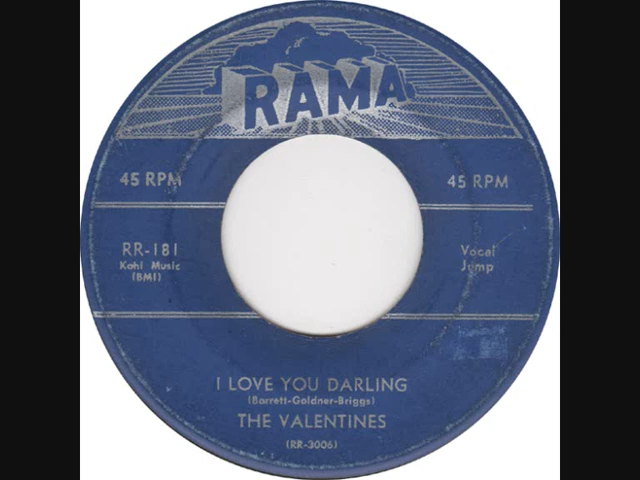 RAMA
45 RPM
45 RPM
RR-181
Kahl Music
(BMI)
Vocal
Jump
I LOVE YOU DARLING
(Barrett-Goldner-Briggs)
THE VALENTINES
(RR-3006)